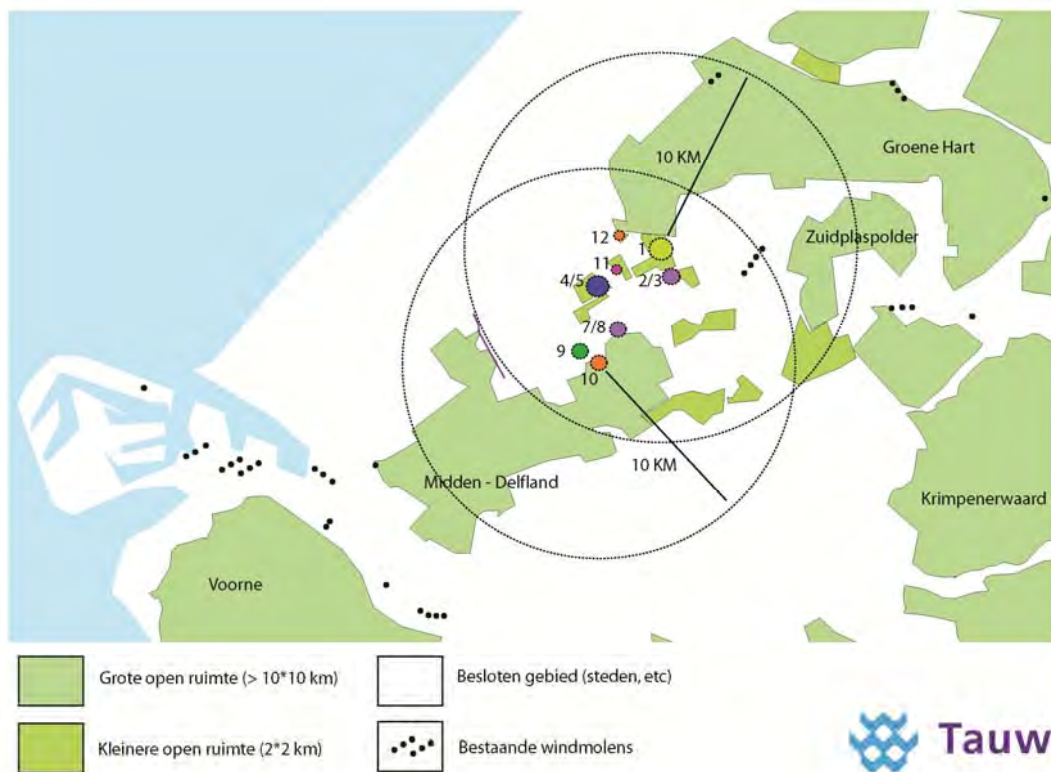 10 KM
Groene Hart
Zuidplaspolder
12
1
11
2/3
4/5
7/8
9
10
10 KM
Midden - Delfland
Krimpenerwaard
Voorne
Grote open ruimte (> 10*10 km)
Besloten gebied (steden, etc)
Kleinere open ruimte (2*2 km)
Bestaande windmolens
Tauw